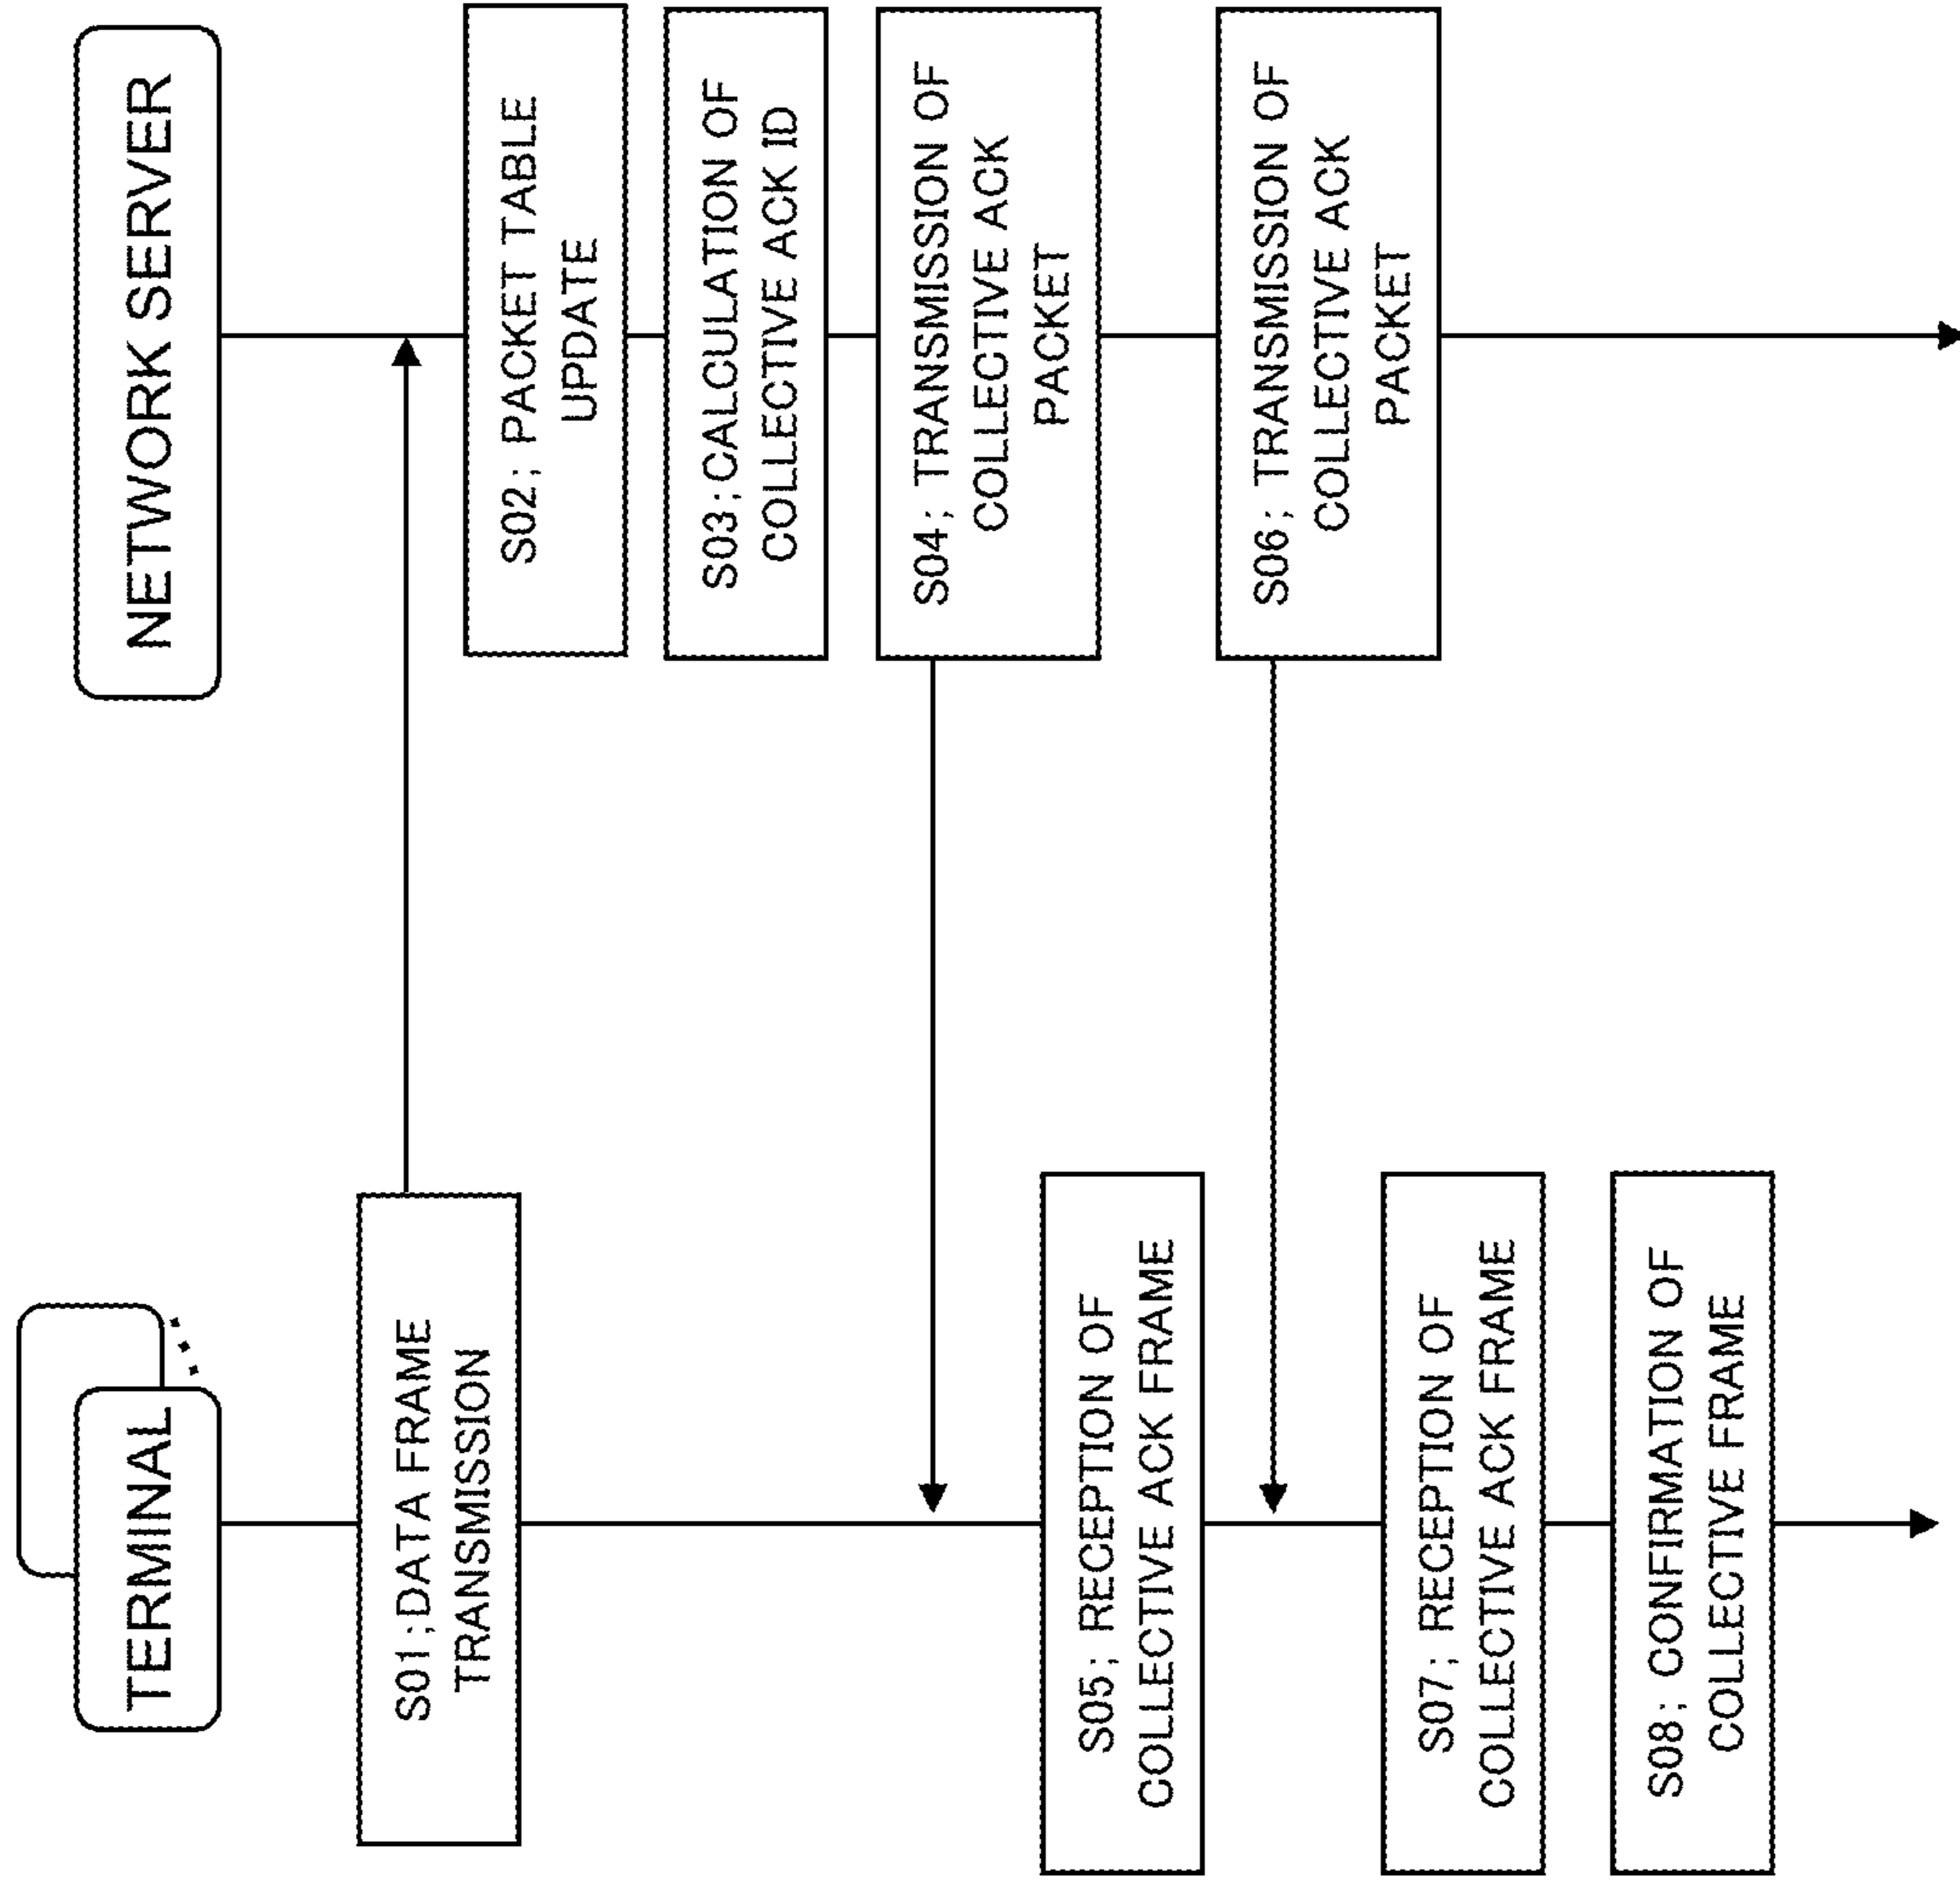 TERMINAL
NETWORK SERVER
S01;DATA FRAME
TRANSMISSION
S02; PACKET TABLE
UPDATE
S03;CALCULATION OF
COLLECTIVE ACK ID
S04; TRANSMISSION OF
COLLECTIVE ACK
PACKET
S05; RECEPTION OF
COLLECTIVE ACK FRAME
S06; TRANSMISSION OF
COLLECTIVE ACK
PACKET
S07; RECEPTION OF
COLLECTIVE ACK FRAME
S08; CONFIRMATION OF
COLLECTIVE FRAME